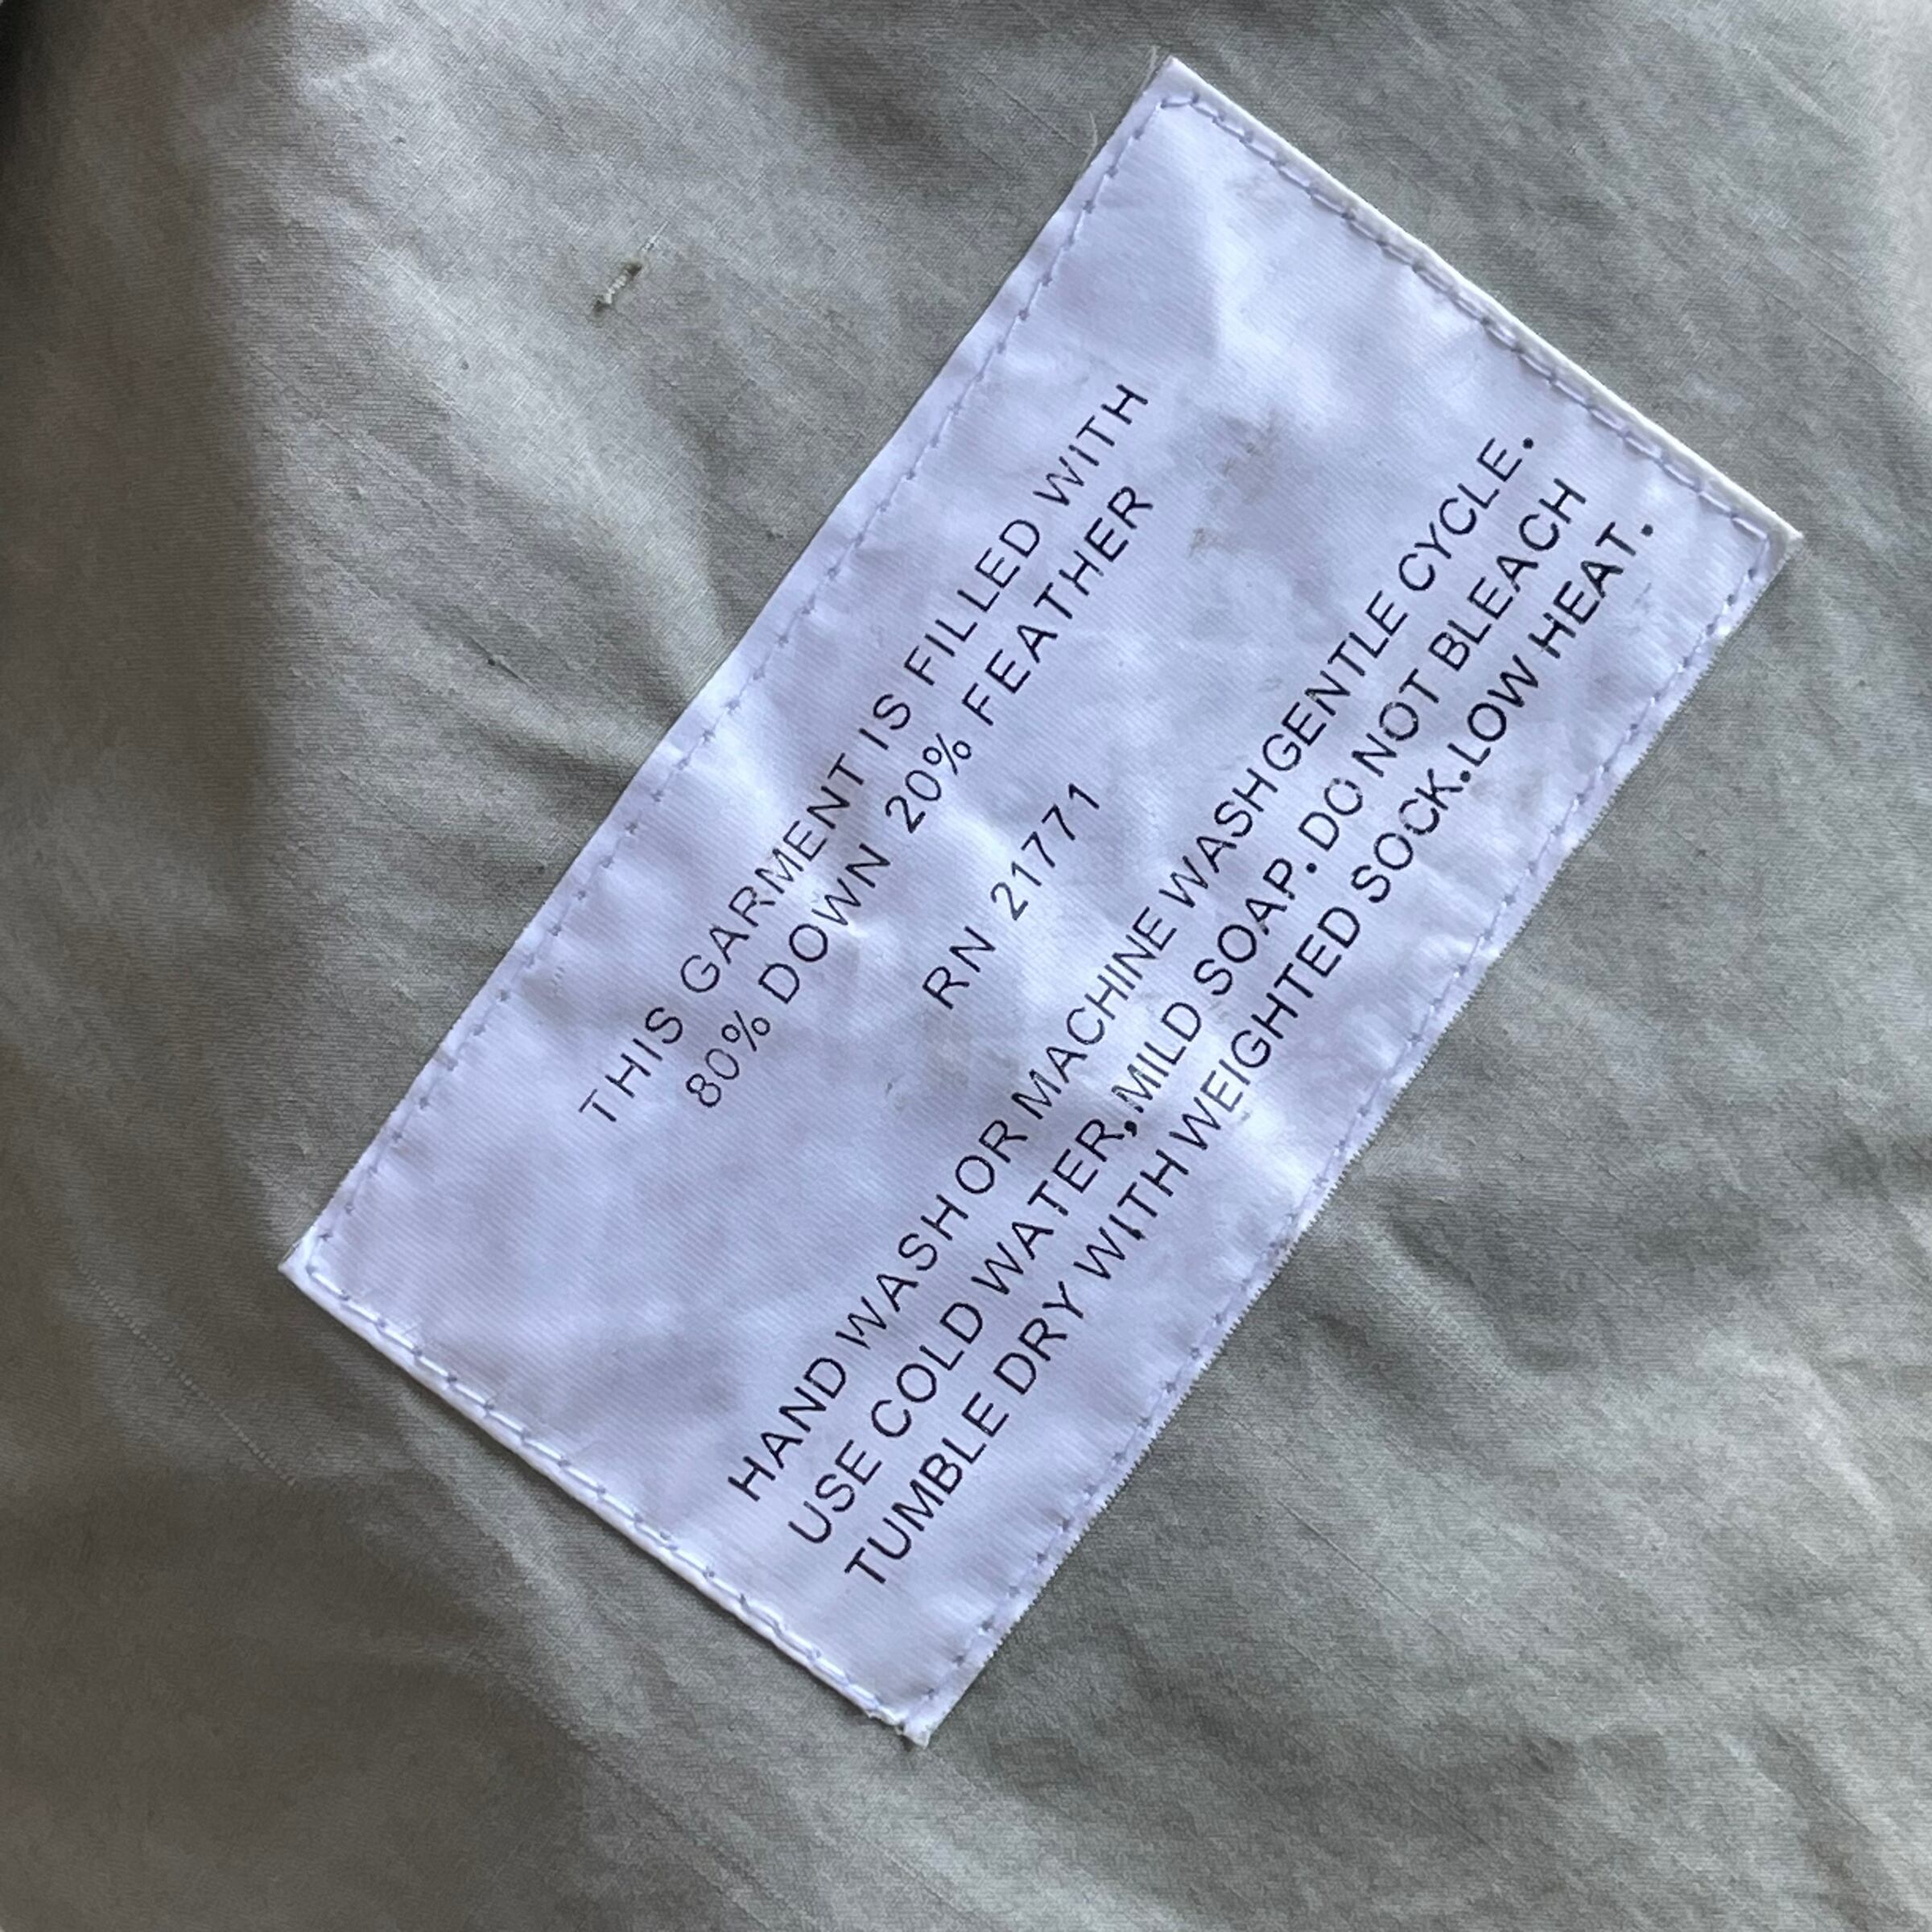 THIS GARMENT IS FILLED WITH
80% DOWN 20% FEATHER
RN 21771
HAND WASH OR MACHINE WASH GENTLE CYCLE.
USE COLD WATER, MILD SOAP. DO NOT BLEACH
TUMBLE DRY WITH WEIGHTED SOCK. LOW HEAT.